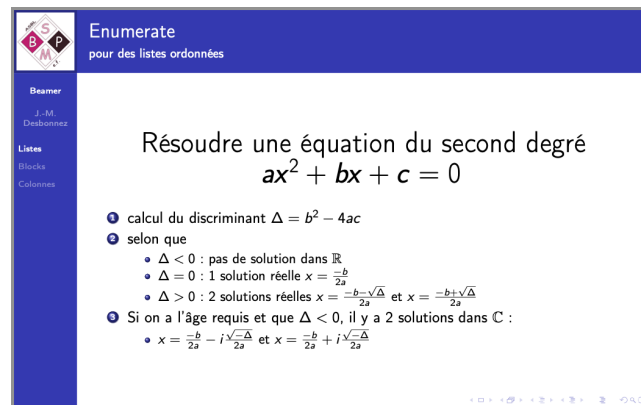 S
B P
M
Enumerate
pour des listes ordonnées
Beamer
J.-M.
Desbonnez
Listes
Blocks
Colonnes
Résoudre une équation du second degré
ax² + bx + c = 0
1 calcul du discriminant Δ = b² − 4ac
2 selon que
• Δ < 0 : pas de solution dans ℝ
• Δ = 0 : 1 solution réelle x = −b/2a
• Δ > 0 : 2 solutions réelles x = −b−√Δ/2a et x = −b+√Δ/2a
3 Si on a l'âge requis et que Δ < 0, il y a 2 solutions dans ℂ :
• x = −b/2a − i √−Δ/2a et x = −b/2a + i √−Δ/2a